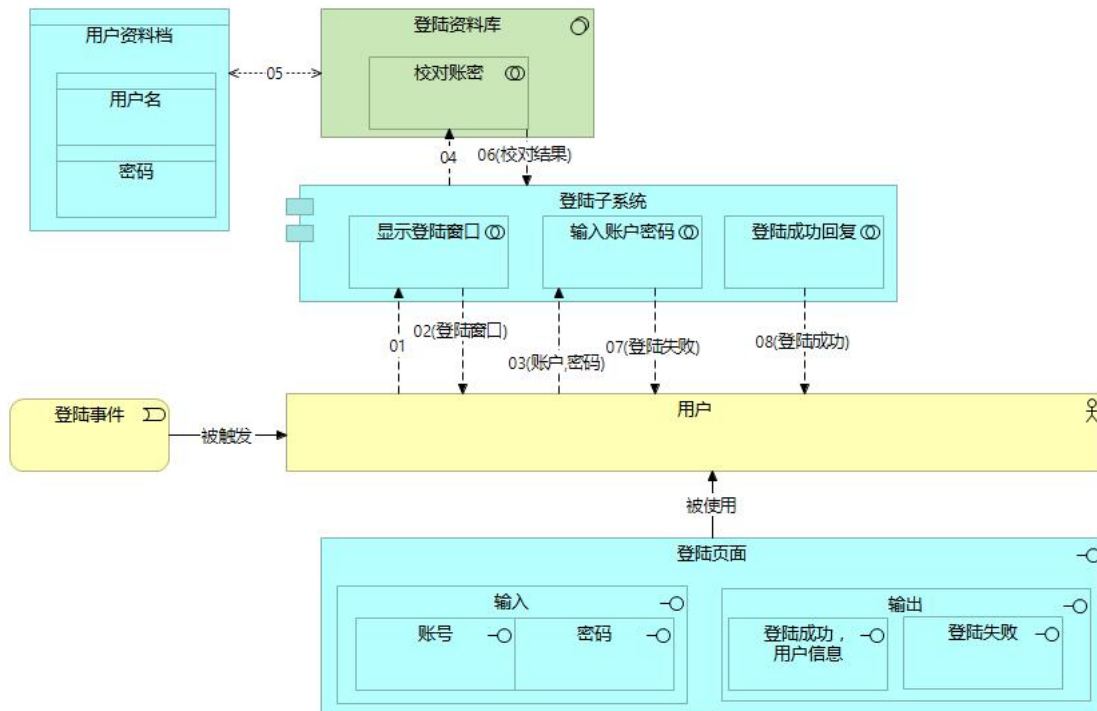 用户资料档
用户名
密码
05
登陆资料库
校对账密
04
06(校对结果)
登陆子系统
显示登陆窗口
输入账户密码
登陆成功回复
01
02(登陆窗口)
03(账户,密码)
07(登陆失败)
08(登陆成功)
登陆事件
被触发
用户
被使用
登陆页面
输入
账号
密码
输出
登陆成功，
用户信息
登陆失败